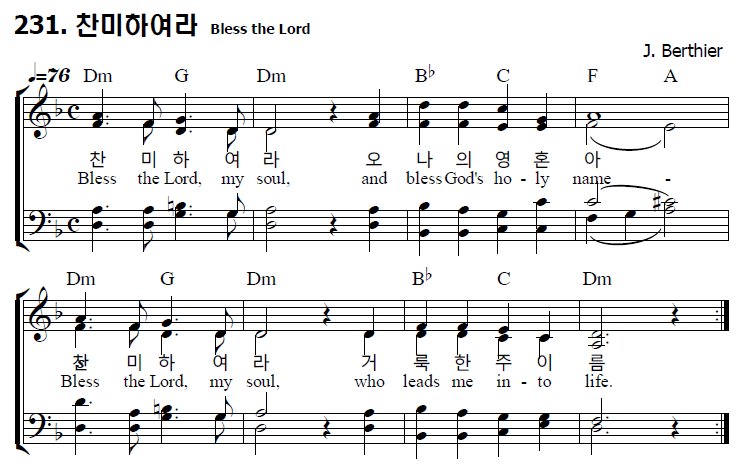 231. 찬미하여라 Bless the Lord
J. Berthier
♩=76 Dm G Dm B♭ C F A
찬 미 하 여 라 오 나 의 영 혼 아
Bless the Lord, my soul, and bless God's ho - ly name -
Dm G Dm B♭ C Dm
찬 미 하 여 라 거 룩 한 주 이 름
Bless the Lord, my soul, who leads me in - to life.